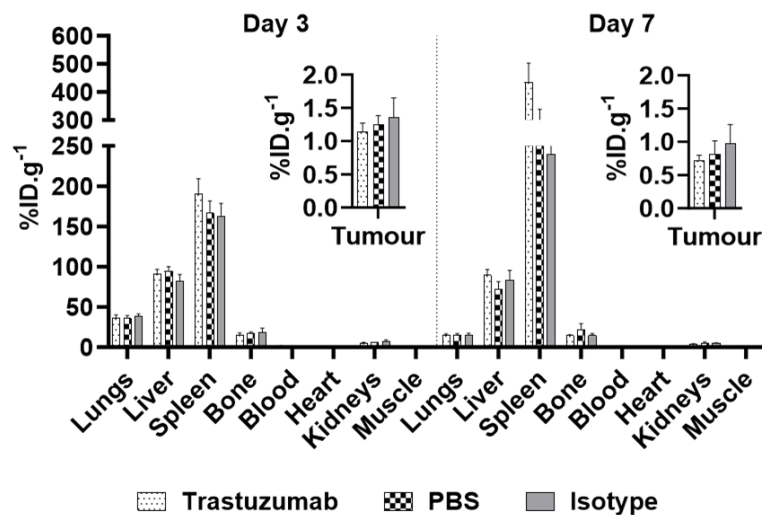 Day 3
Day 7
%ID.g⁻¹
600
500
400
300
250
200
150
100
50
0
%ID.g⁻¹
2.0
1.5
1.0
0.5
0.0
Tumour
%ID.g⁻¹
2.0
1.5
1.0
0.5
0.0
Tumour
Lungs
Liver
Spleen
Bone
Blood
Heart
Kidneys
Muscle
Lungs
Liver
Spleen
Bone
Blood
Heart
Kidneys
Muscle
Trastuzumab PBS Isotype